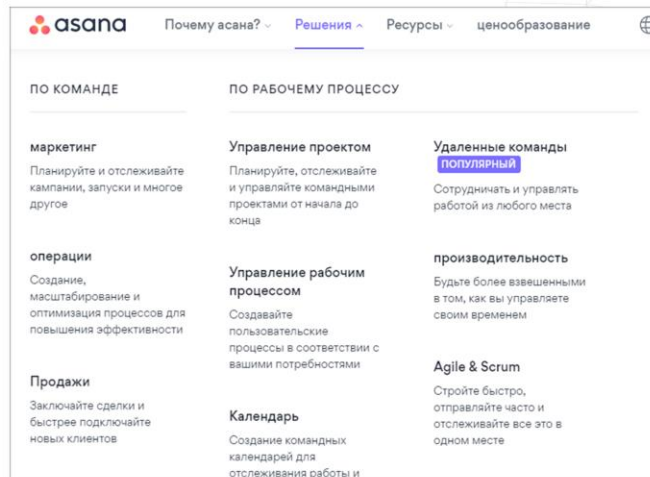 asana
Почему асана?
Решения
Ресурсы
ценообразование
ПО КОМАНДЕ
маркетинг
Планируйте и отслеживайте
кампании, запуски и многое
другое
операции
Создание,
масштабирование и
оптимизация процессов для
повышения эффективности
Продажи
Заключайте сделки и
быстрее подключайте
новых клиентов
ПО РАБОЧЕМУ ПРОЦЕССУ
Управление проектом
Планируйте, отслеживайте
и управляйте командными
проектами от начала до
конца
Управление рабочим
процессом
Создавайте
пользовательские
процессы в соответствии с
вашими потребностями
Календарь
Создание командных
календарей для
отслеживания работы и
Удаленные команды
ПОПУЛЯРНЫЙ
Сотрудничать и управлять
работой из любого места
производительность
Будьте более взвешенными
в том, как вы управляете
своим временем
Agile & Scrum
Стройте быстро,
отправляйте часто и
отслеживайте все это в
одном месте